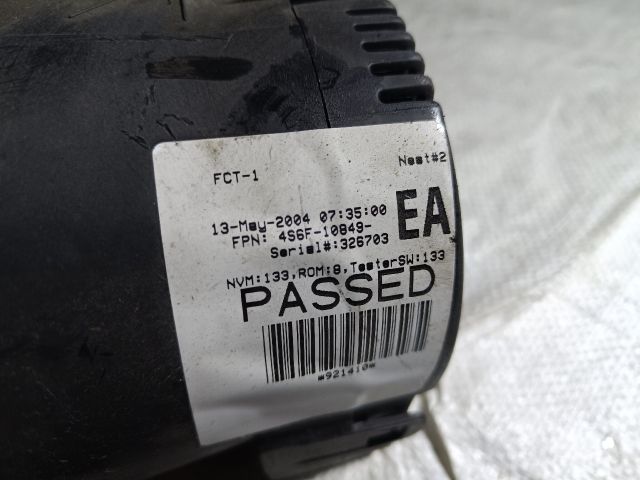 FCT-1 Nest#2
13-May-2004 07:35:00
FPN: 4S6F-10849- EA
Serial#:326703
NVM:133,ROM:8,TesterSW:133
PASSED
*921410*